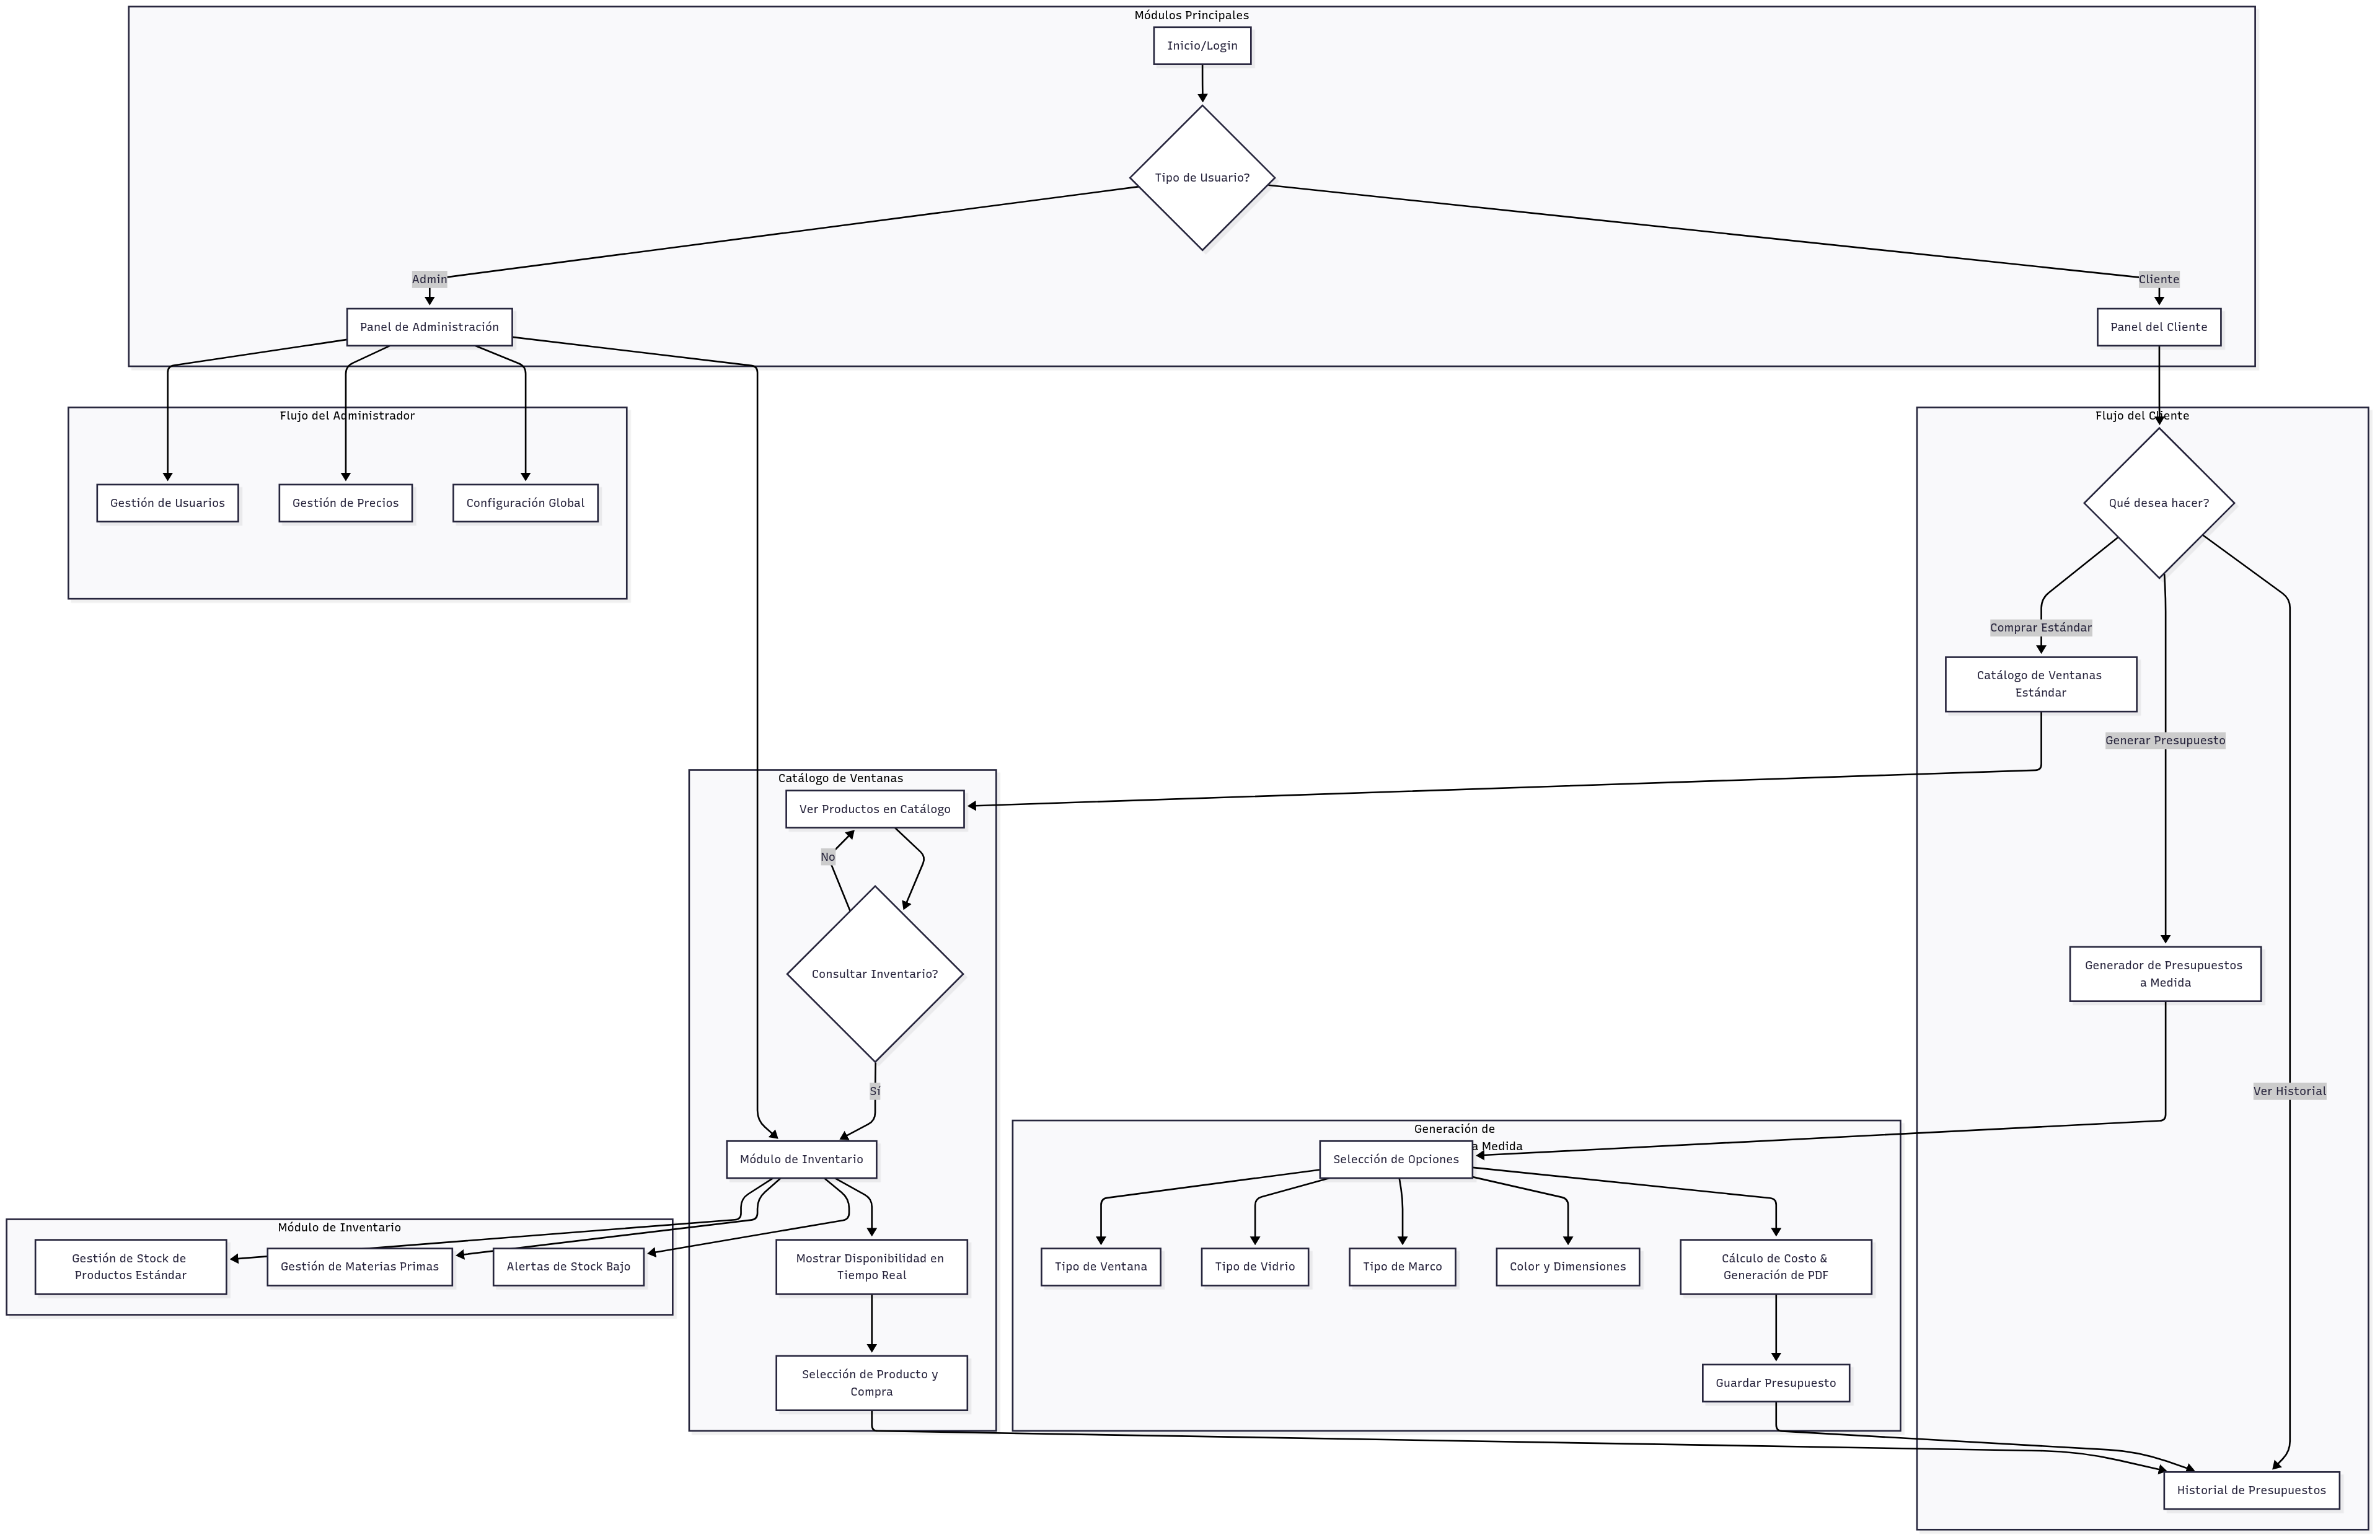 Módulos Principales
Inicio/Login
Tipo de Usuario?
Admin
Cliente
Panel de Administración
Panel del Cliente
Flujo del Administrador
Gestión de Usuarios
Gestión de Precios
Configuración Global
Flujo del Cliente
Qué desea hacer?
Comprar Estándar
Catálogo de Ventanas
Estándar
Generar Presupuesto
Generador de Presupuestos
a Medida
Ver Historial
Catálogo de Ventanas
Ver Productos en Catálogo
No
Consultar Inventario?
Sí
Módulo de Inventario
Mostrar Disponibilidad en
Tiempo Real
Selección de Producto y
Compra
Módulo de Inventario
Gestión de Stock de
Productos Estándar
Gestión de Materias Primas
Alertas de Stock Bajo
Generación de
a Medida
Selección de Opciones
Tipo de Ventana
Tipo de Vidrio
Tipo de Marco
Color y Dimensiones
Cálculo de Costo &
Generación de PDF
Guardar Presupuesto
Historial de Presupuestos